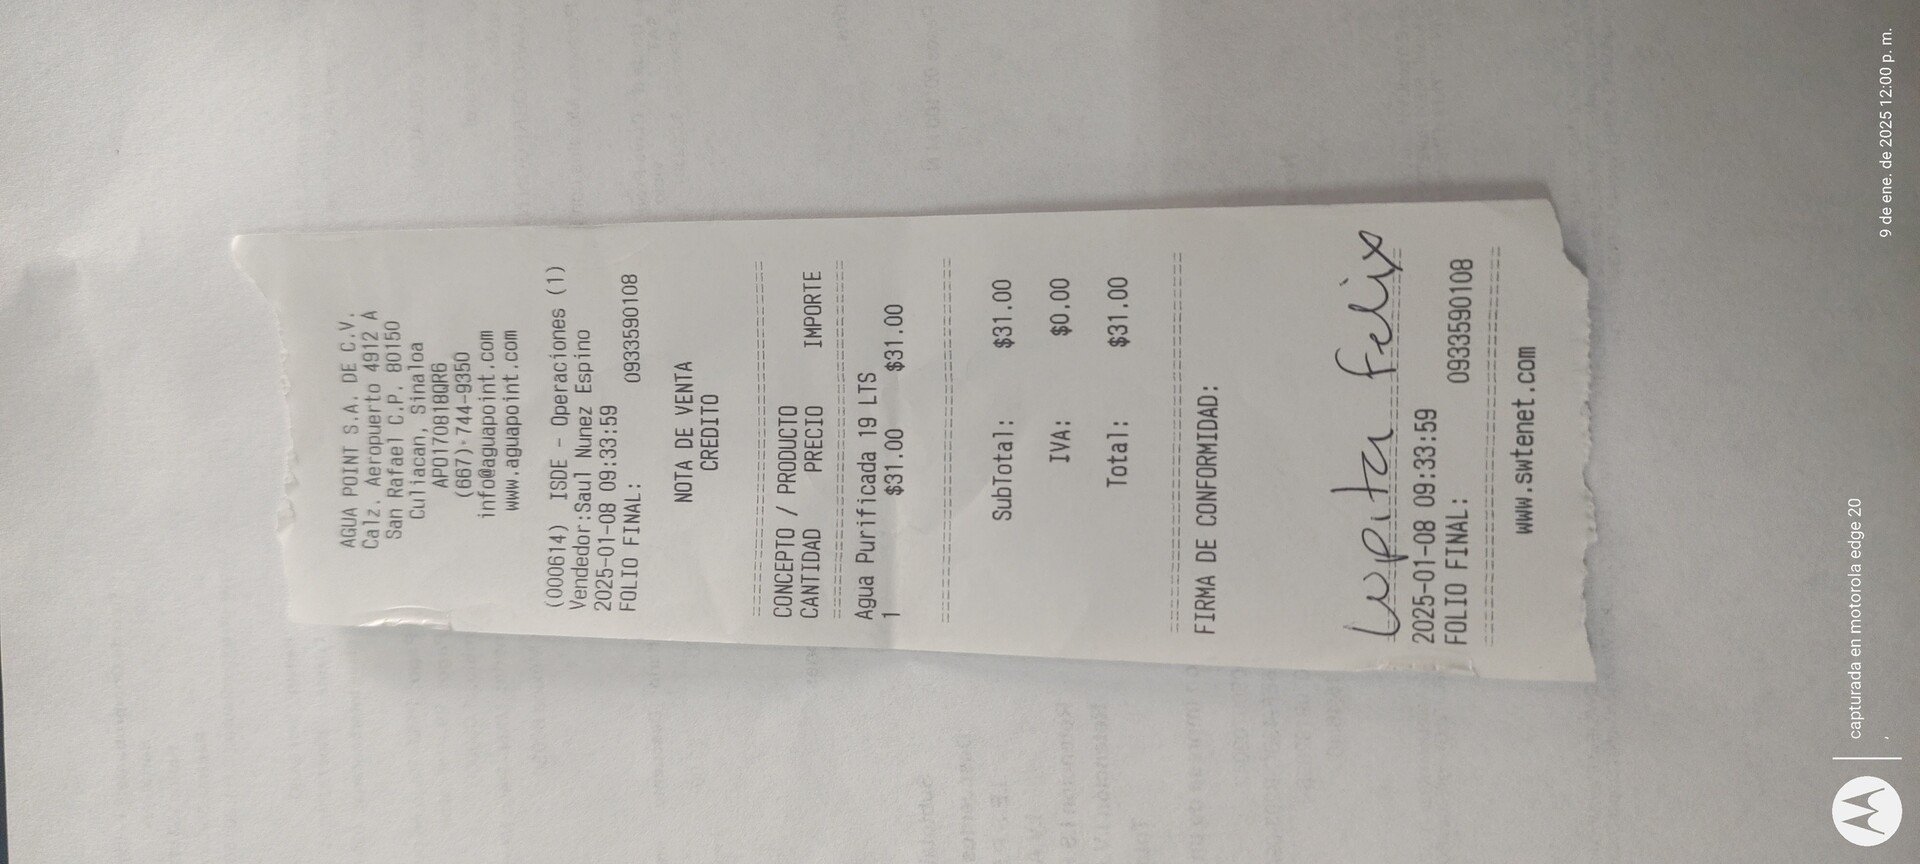 AGUA POINT S.A. DE C.V.
Calz. Aeropuerto 4912 A
San Rafael C.P. 80150
Culiacan, Sinaloa
APO170818QR6
(667)-744-9350
info@aguapoint.com
www.aguapoint.com
(000614) ISDE - Operaciones (1)
Vendedor:Saul Nunez Espino
2025-01-08 09:33:59
FOLIO FINAL: 0933590108
NOTA DE VENTA
CREDITO
CONCEPTO / PRODUCTO
CANTIDAD PRECIO IMPORTE
Agua Purificada 19 LTS
1 $31.00 $31.00
SubTotal: $31.00
IVA: $0.00
Total: $31.00
FIRMA DE CONFORMIDAD:
Lupita Felix
2025-01-08 09:33:59
FOLIO FINAL: 0933590108
www.swtenet.com
capturada en motorola edge 20
9 de ene. de 2025 12:00 p. m.